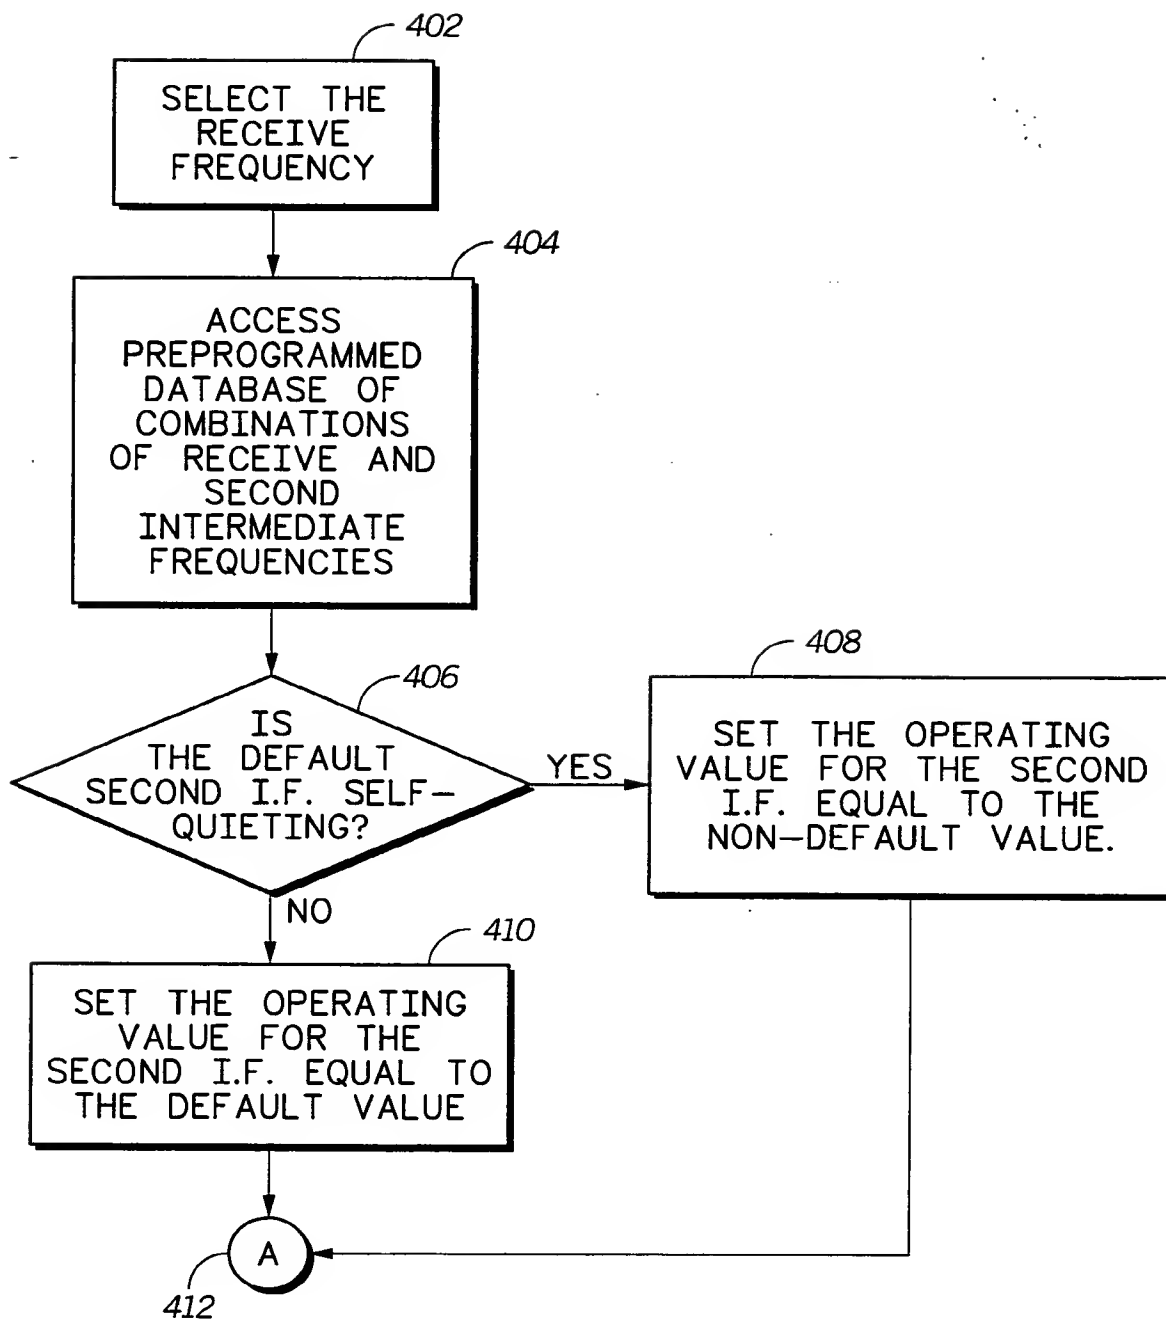 402
SELECT THE
RECEIVE
FREQUENCY
404
ACCESS
PREPROGRAMMED
DATABASE OF
COMBINATIONS
OF RECEIVE AND
SECOND
INTERMEDIATE
FREQUENCIES
406
IS
THE DEFAULT
SECOND I.F. SELF-
QUIETING?
YES
408
SET THE OPERATING
VALUE FOR THE SECOND
I.F. EQUAL TO THE
NON-DEFAULT VALUE.
NO
410
SET THE OPERATING
VALUE FOR THE
SECOND I.F. EQUAL TO
THE DEFAULT VALUE
A
412